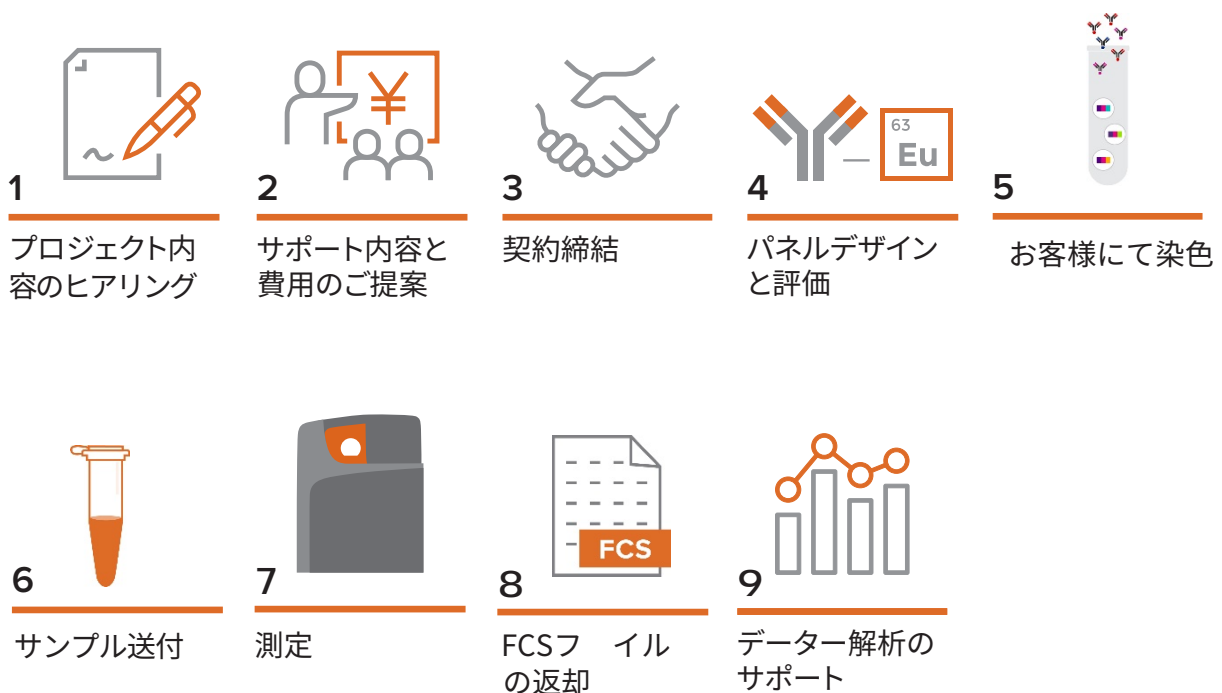 ¥
63
Eu
1
プロジェクト内
容のヒアリング
2
サポート内容と
費用のご提案
3
契約締結
4
パネルデザイン
と評価
5
お客様にて染色
FCS
6
サンプル送付
7
測定
8
FCSフ イル
の返却
9
データー解析の
サポート